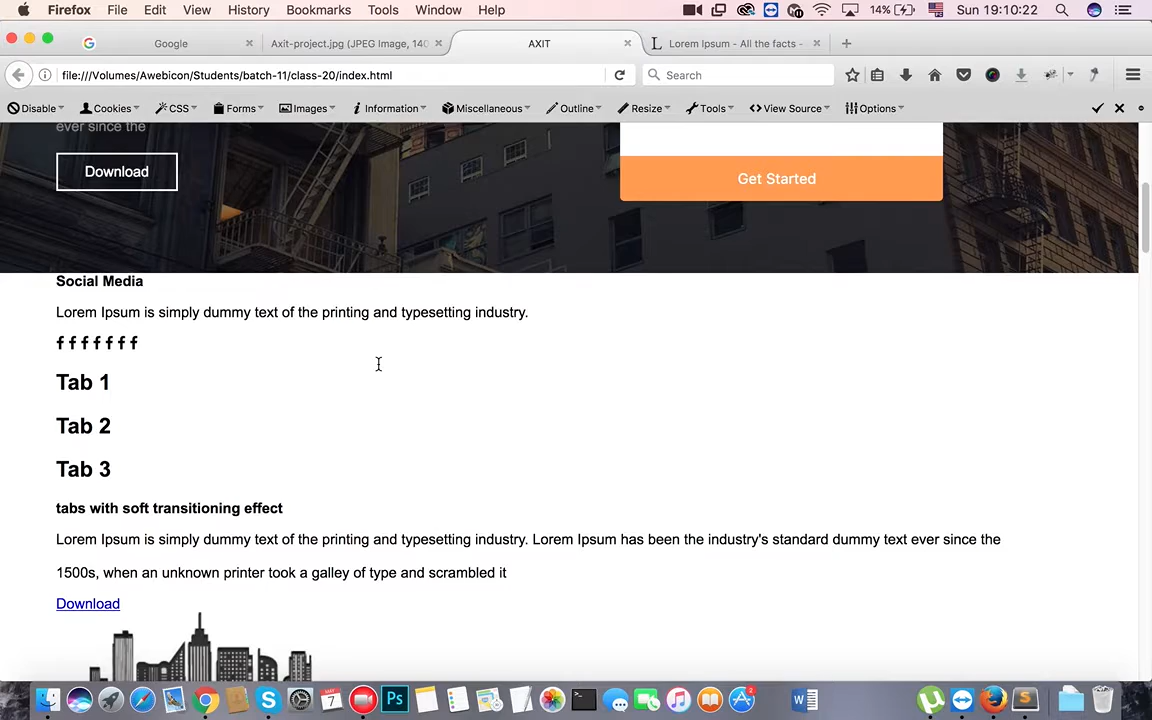 Firefox File Edit View History Bookmarks Tools Window Help 14% Sun 19:10:22
Google Axit-project.jpg (JPEG Image, 140 AXIT Lorem Ipsum - All the facts -
file:///Volumes/Awebicon/Students/batch-11/class-20/index.html Search
Disable Cookies CSS Forms Images Information Miscellaneous Outline Resize Tools View Source Options
ever since the
Download
Get Started
Social Media
Lorem Ipsum is simply dummy text of the printing and typesetting industry.
f f f f f f f
Tab 1
Tab 2
Tab 3
tabs with soft transitioning effect
Lorem Ipsum is simply dummy text of the printing and typesetting industry. Lorem Ipsum has been the industry's standard dummy text ever since the
1500s, when an unknown printer took a galley of type and scrambled it
Download